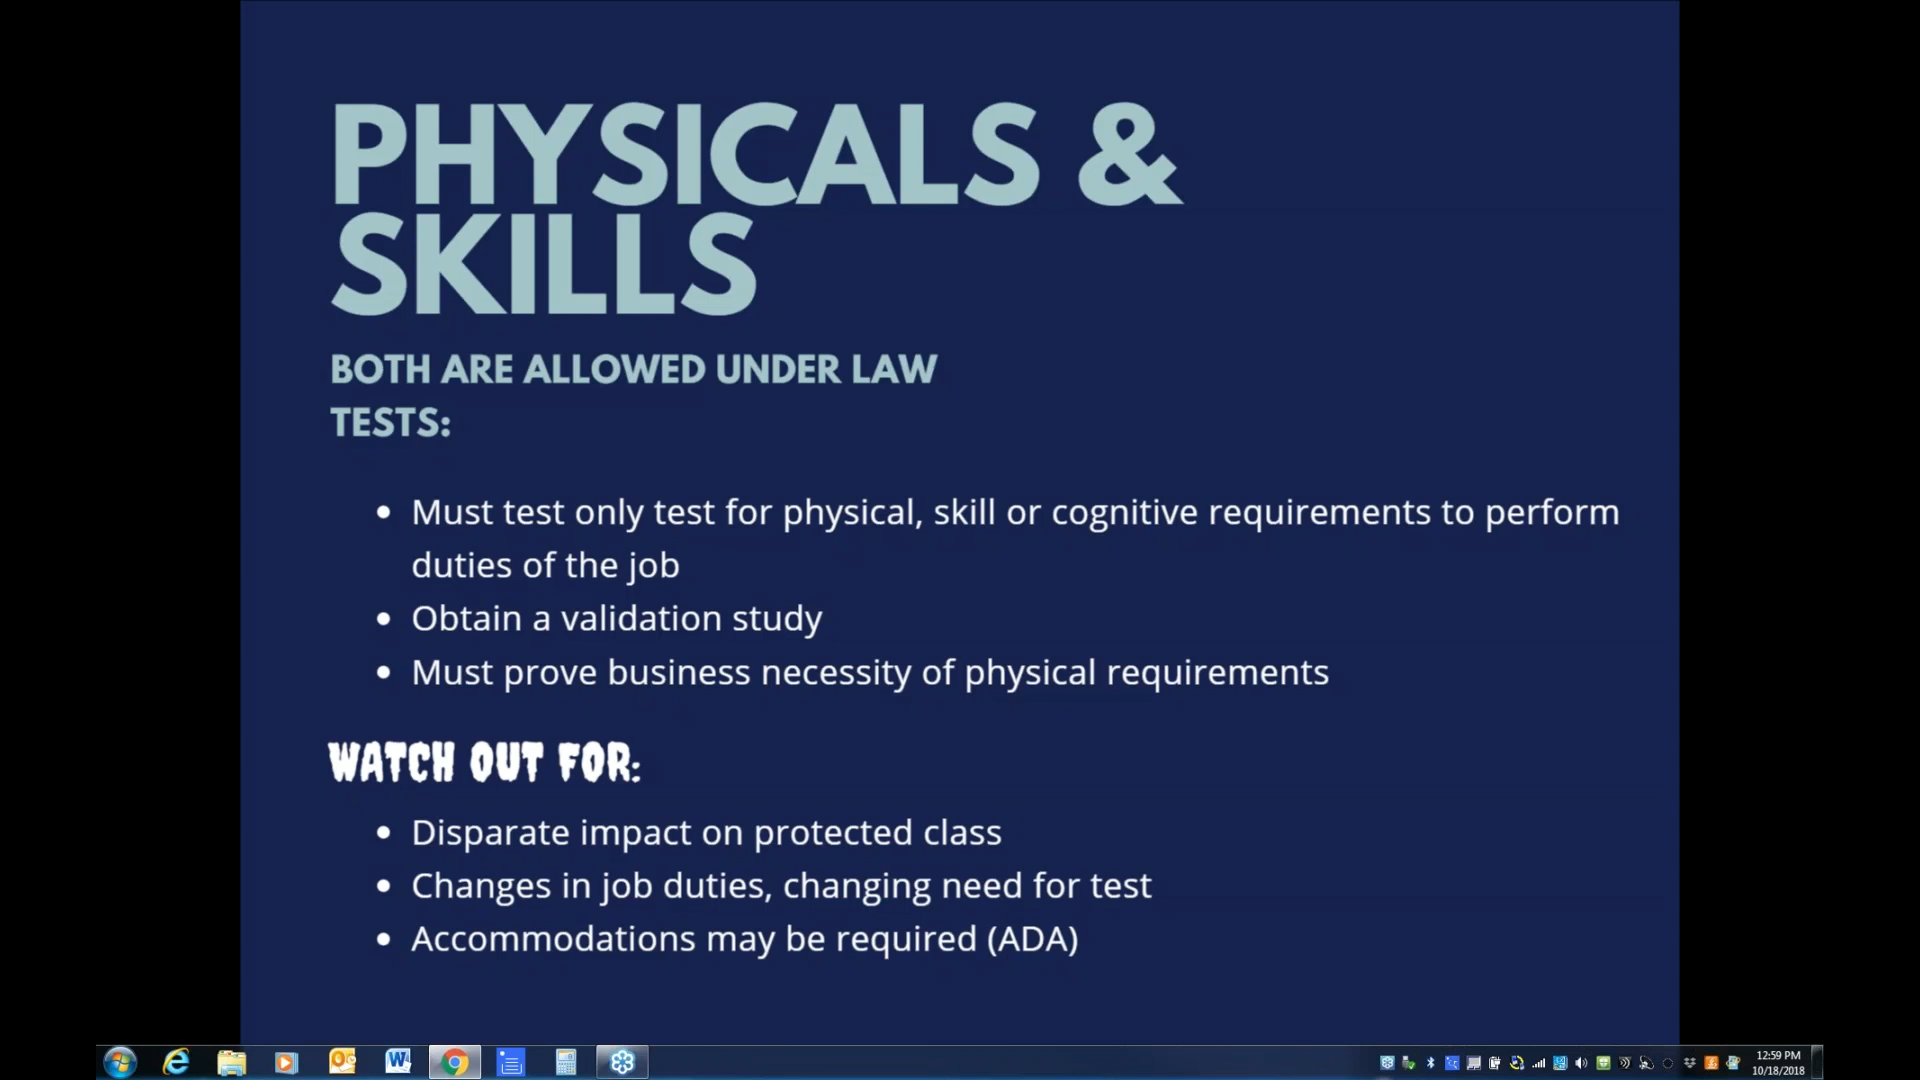 PHYSICALS &
SKILLS
BOTH ARE ALLOWED UNDER LAW
TESTS:
• Must test only test for physical, skill or cognitive requirements to perform
duties of the job
• Obtain a validation study
• Must prove business necessity of physical requirements
WATCH OUT FOR:
• Disparate impact on protected class
• Changes in job duties, changing need for test
• Accommodations may be required (ADA)
12:59 PM
10/18/2018